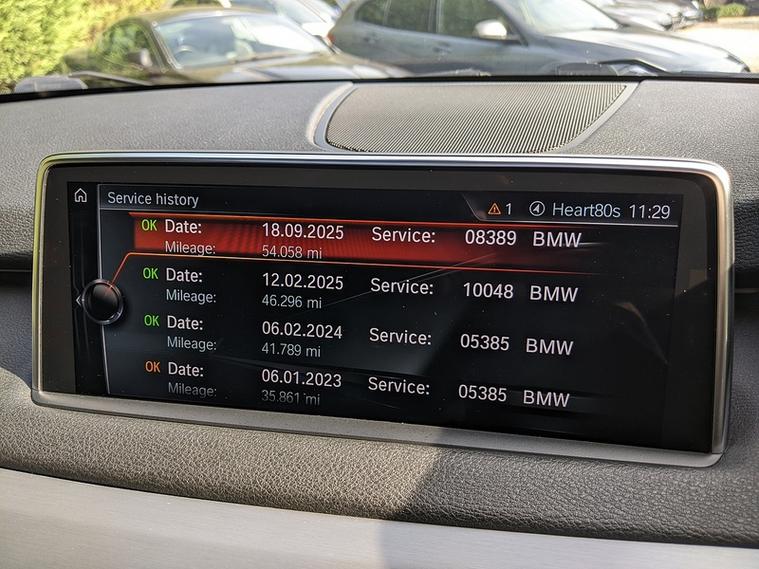 Service history 1 Heart80s 11:29
OK Date: 18.09.2025 Service: 08389 BMW
Mileage: 54.058 mi
OK Date: 12.02.2025 Service: 10048 BMW
Mileage: 46.296 mi
OK Date: 06.02.2024 Service: 05385 BMW
Mileage: 41.789 mi
OK Date: 06.01.2023 Service: 05385 BMW
Mileage: 35.861 mi